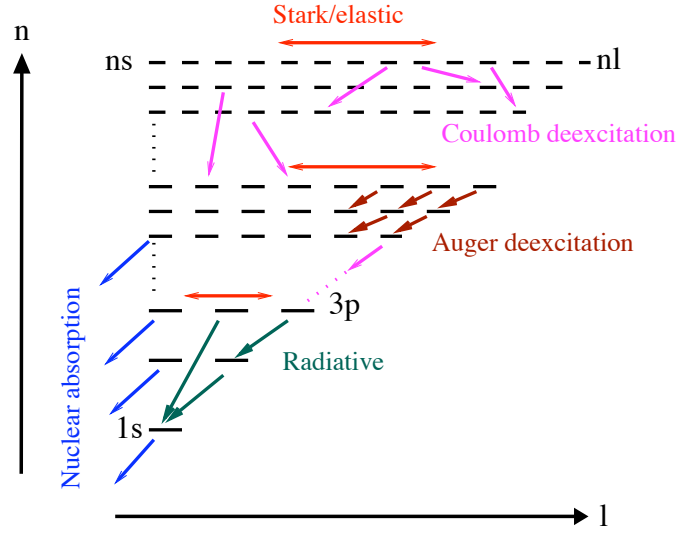 Stark/elastic
n
ns
nl
Coulomb deexcitation
Auger deexcitation
3p
Radiative
Nuclear absorption
1s
l